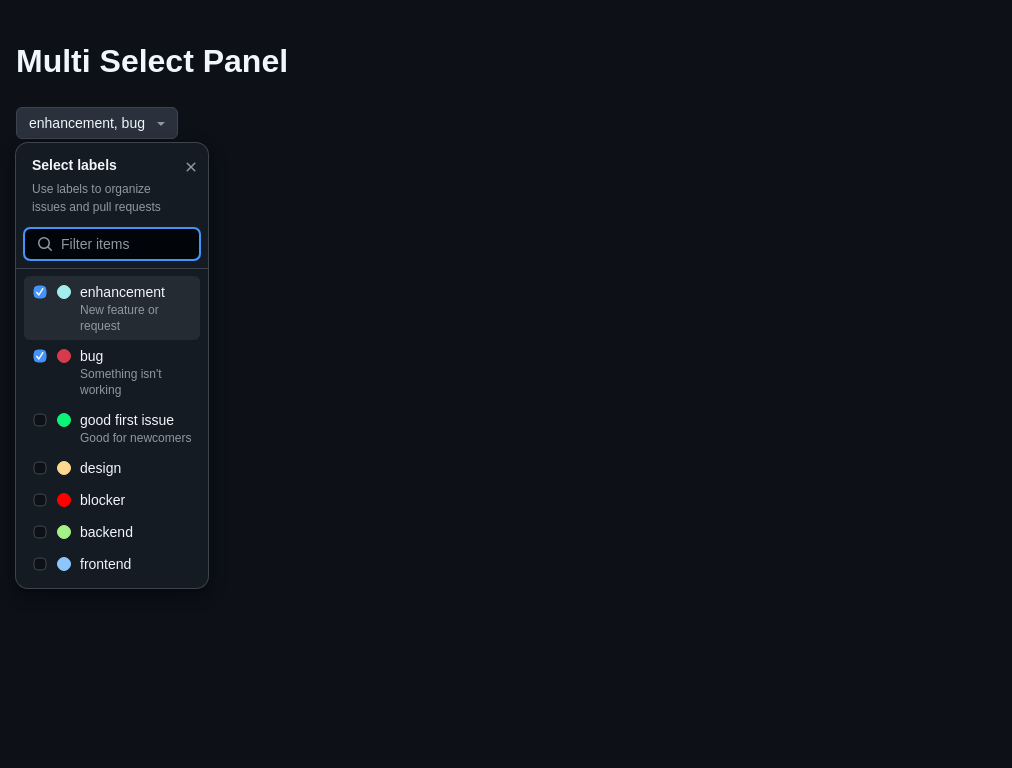 Multi Select Panel
enhancement, bug
Select labels
Use labels to organize
issues and pull requests
Filter items
enhancement
New feature or
request
bug
Something isn't
working
good first issue
Good for newcomers
design
blocker
backend
frontend